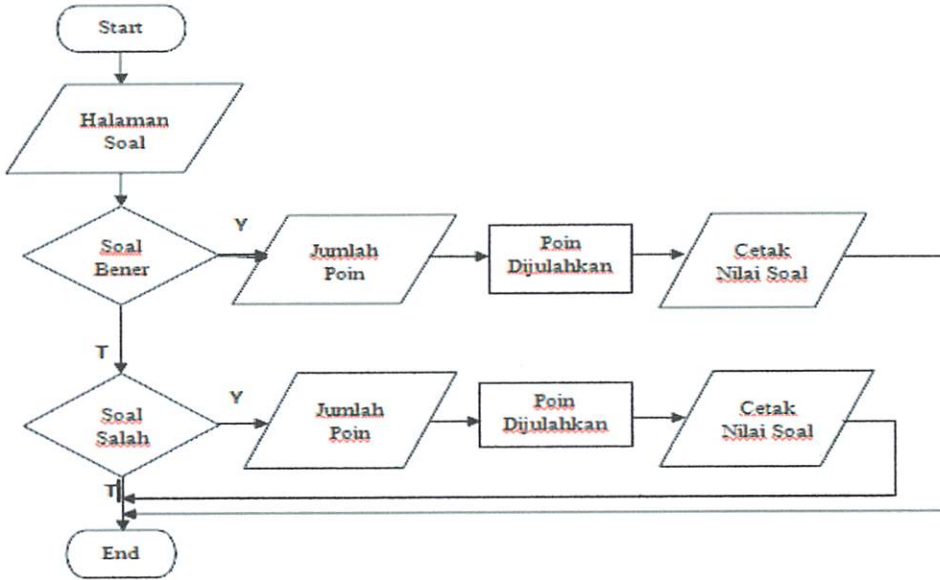 Start
Halaman
Soal
Y
Soal
Bener
Jumlah
Poin
Poin
Dijulahkan
Cetak
Nilai Soal
T
Y
Soal
Salah
Jumlah
Poin
Poin
Dijulahkan
Cetak
Nilai Soal
T
End